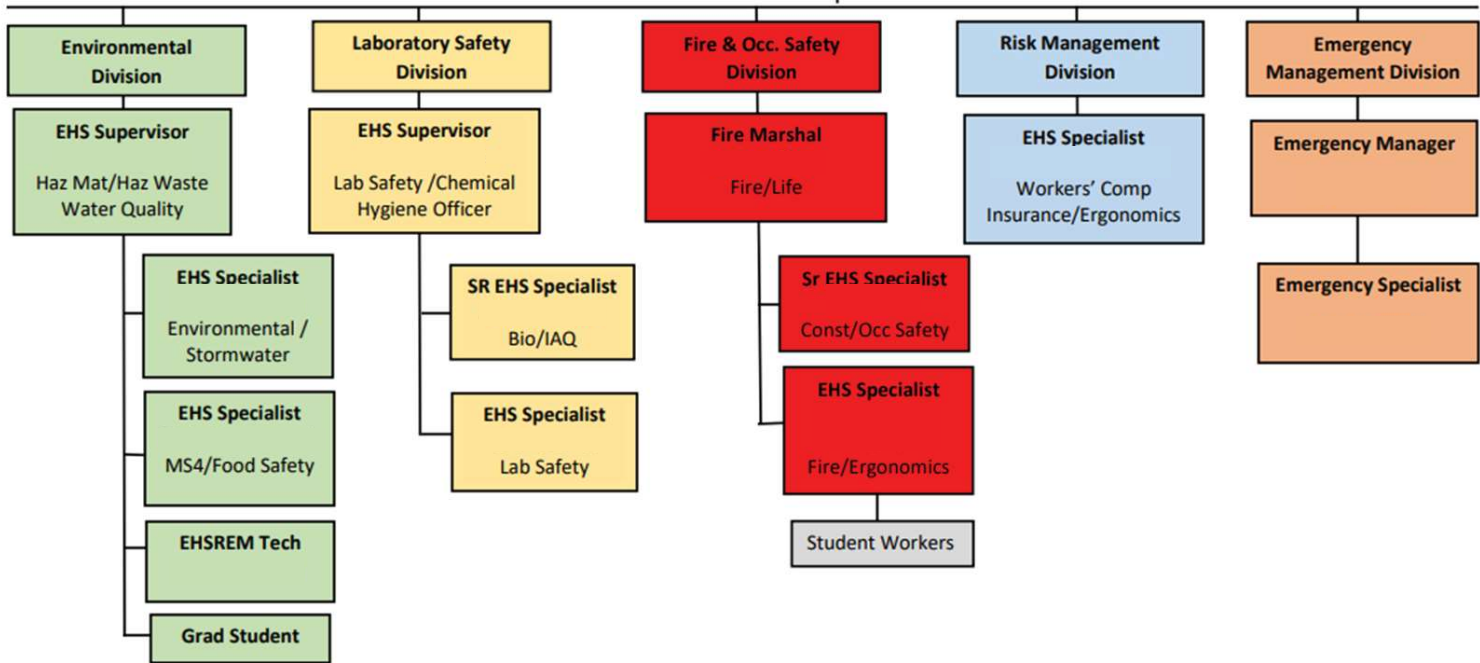 Environmental
Division
EHS Supervisor
Haz Mat/Haz Waste
Water Quality
EHS Specialist
Environmental /
Stormwater
EHS Specialist
MS4/Food Safety
EHSREM Tech
Grad Student
Laboratory Safety
Division
EHS Supervisor
Lab Safety /Chemical
Hygiene Officer
SR EHS Specialist
Bio/IAQ
EHS Specialist
Lab Safety
Fire & Occ. Safety
Division
Fire Marshal
Fire/Life
Sr EHS Specialist
Const/Occ Safety
EHS Specialist
Fire/Ergonomics
Student Workers
Risk Management
Division
EHS Specialist
Workers’ Comp
Insurance/Ergonomics
Emergency
Management Division
Emergency Manager
Emergency Specialist